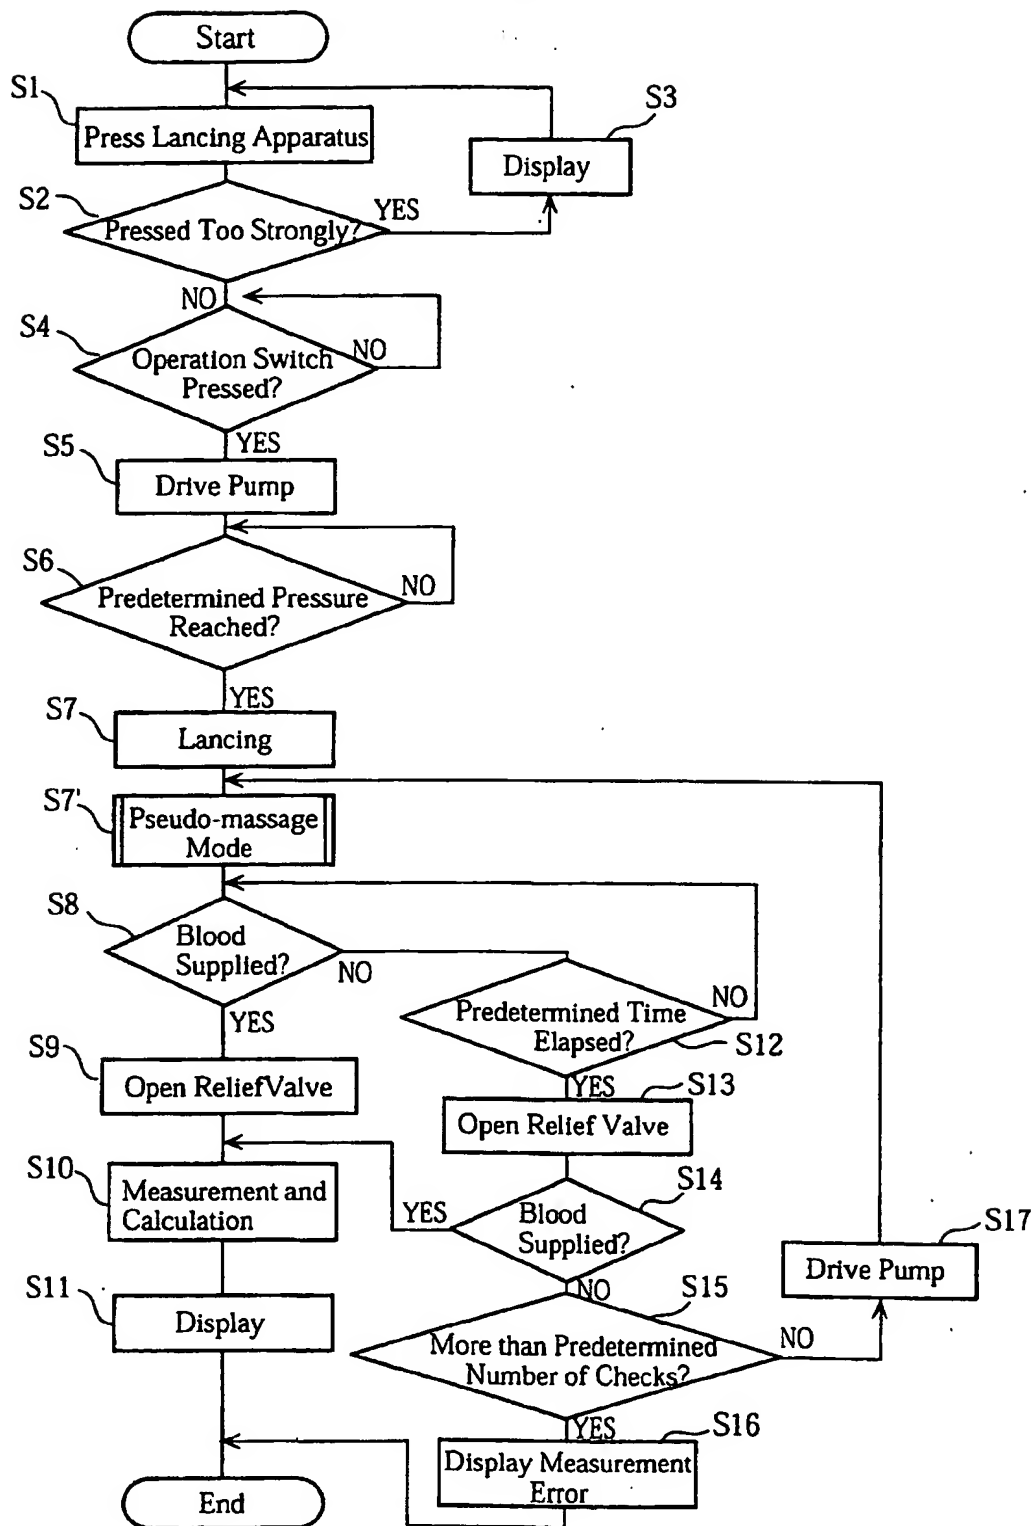 Start
S1
Press Lancing Apparatus
S3
Display
S2
Pressed Too Strongly?
YES
NO
S4
Operation Switch
Pressed?
NO
YES
S5
Drive Pump
S6
Predetermined Pressure
Reached?
NO
YES
S7
Lancing
S7'
Pseudo-massage
Mode
S8
Blood
Supplied?
NO
YES
Predetermined Time
Elapsed?
NO
S12
YES
S9
Open Relief Valve
S13
Open Relief Valve
S10
Measurement and
Calculation
S14
Blood
Supplied?
YES
NO
S17
Drive Pump
S11
Display
S15
More than Predetermined
Number of Checks?
NO
YES
S16
Display Measurement
Error
End